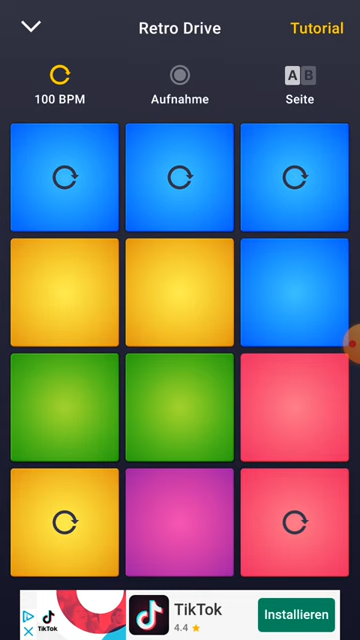 Retro Drive
Tutorial
100 BPM
Aufnahme
A B
Seite
TikTok
TikTok
4.4
Installieren